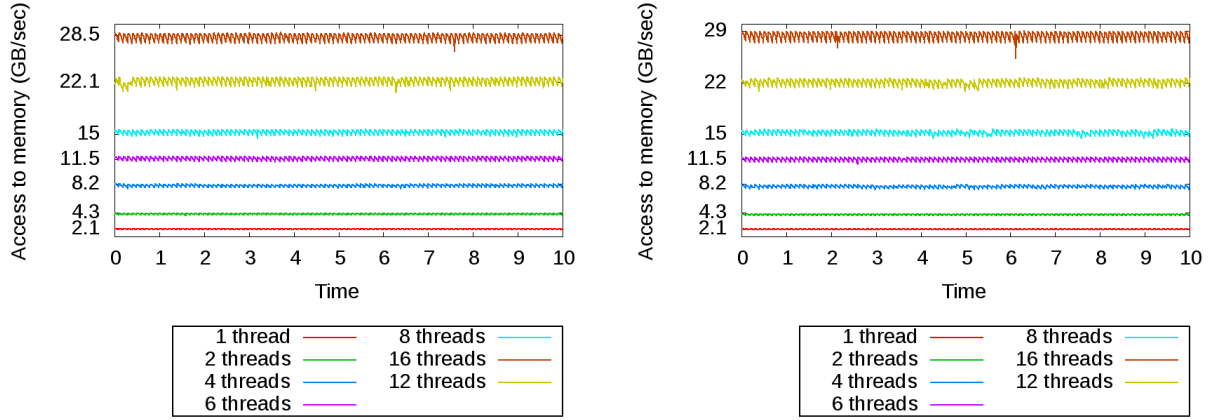 Access to memory (GB/sec)
28.5
22.1
15
11.5
8.2
4.3
2.1
0 1 2 3 4 5 6 7 8 9 10
Time
1 thread 8 threads
2 threads 16 threads
4 threads 12 threads
6 threads
Access to memory (GB/sec)
29
22
15
11.5
8.2
4.3
2.1
0 1 2 3 4 5 6 7 8 9 10
Time
1 thread 8 threads
2 threads 16 threads
4 threads 12 threads
6 threads